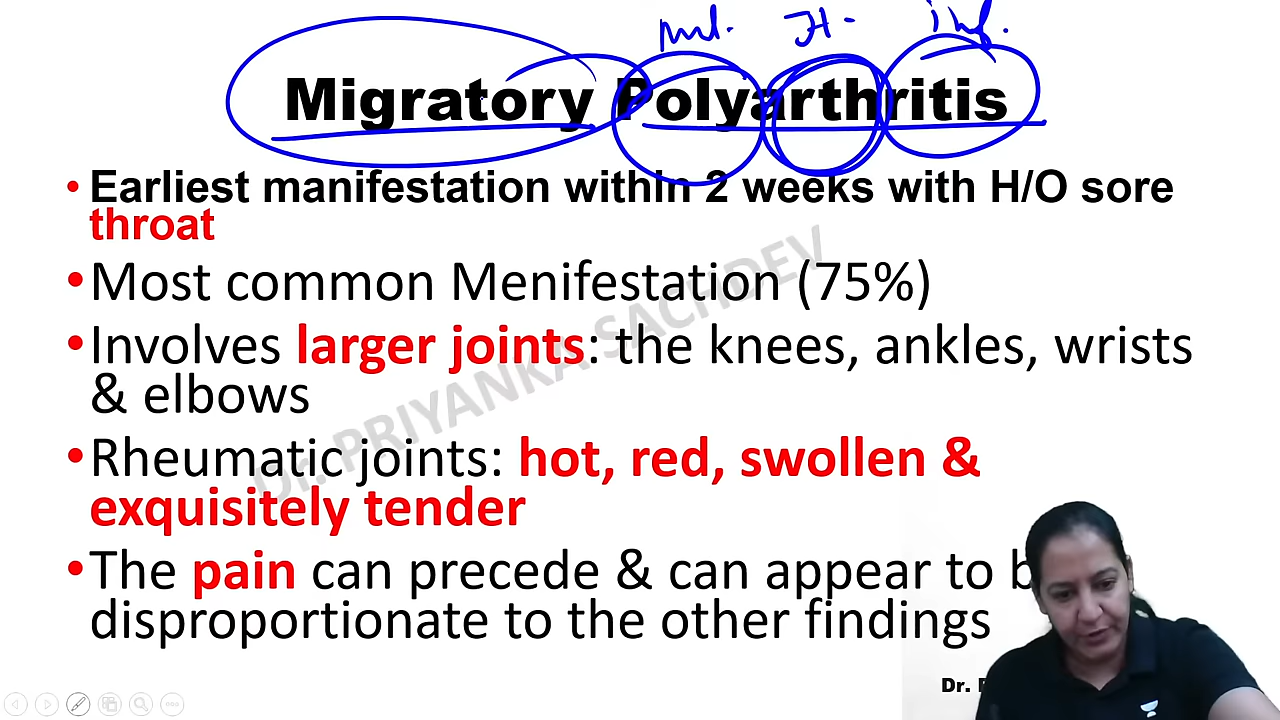 Migratory Polyarthritis
• Earliest manifestation within 2 weeks with H/O sore
throat
•Most common Menifestation (75%)
•Involves larger joints: the knees, ankles, wrists
& elbows
•Rheumatic joints: hot, red, swollen &
exquisitely tender
•The pain can precede & can appear to
disproportionate to the other findings
Dr. PRIYANKA SACHDEV
Dr.